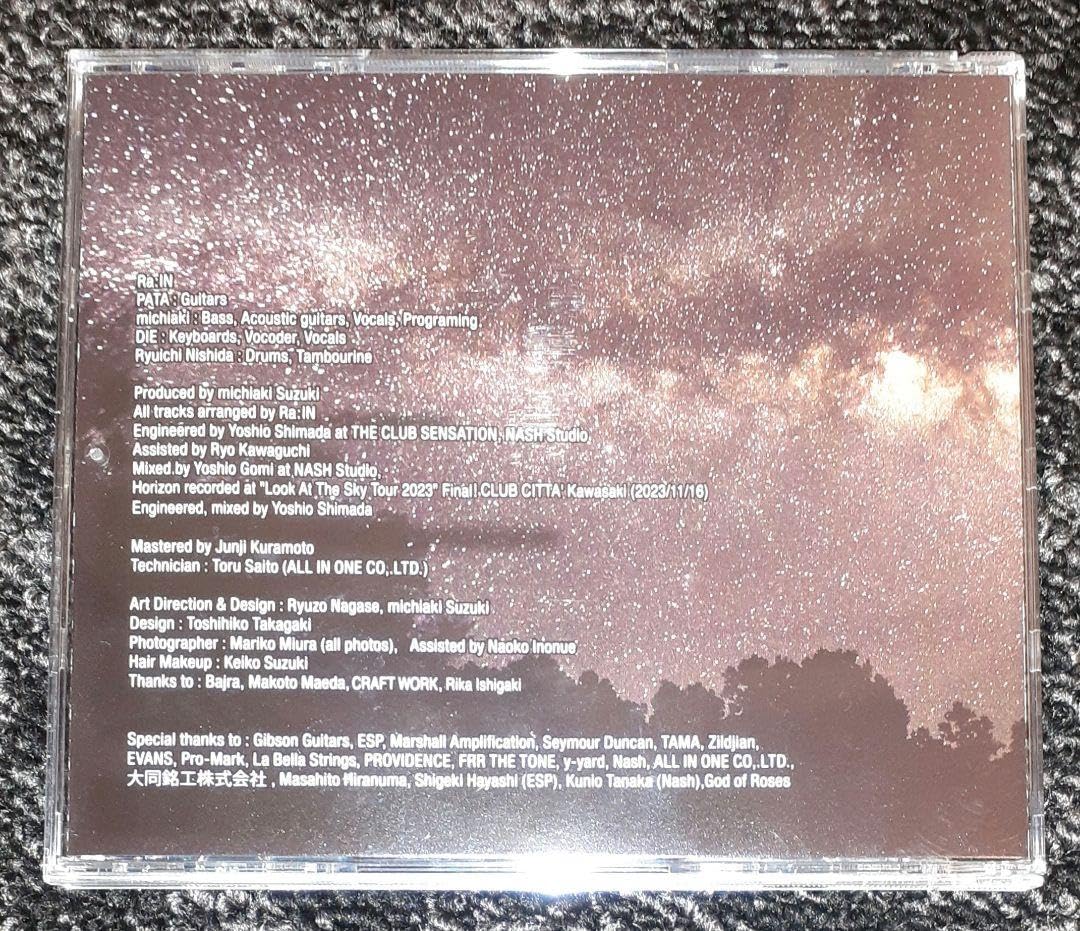 Ra:IN
PATA : Guitars
michiaki : Bass, Acoustic guitars, Vocals, Programing
DIE : Keyboards, Vocoder, Vocals
Ryuichi Nishida : Drums, Tambourine
Produced by michiaki Suzuki
All tracks arranged by Ra:IN
Engineered by Yoshio Shimada at THE CLUB SENSATION, NASH Studio,
Assisted by Ryo Kawaguchi
Mixed by Yoshio Gomi at NASH Studio,
Horizon recorded at "Look At The Sky Tour 2023" Final! CLUB CITTA' Kawasaki (2023/11/16)
Engineered, mixed by Yoshio Shimada
Mastered by Junji Kuramoto
Technician : Toru Saito (ALL IN ONE CO,.LTD.)
Art Direction & Design : Ryuzo Nagase, michiaki Suzuki
Design : Toshihiko Takagaki
Photographer : Mariko Miura (all photos), Assisted by Naoko Inonue
Hair Makeup : Keiko Suzuki
Thanks to : Bajra, Makoto Maeda, CRAFT WORK, Rika Ishigaki
Special thanks to : Gibson Guitars, ESP, Marshall Amplification, Seymour Duncan, TAMA, Zildjian,
EVANS, Pro-Mark, La Bella Strings, PROVIDENCE, FRR THE TONE, y-yard, Nash, ALL IN ONE CO,.LTD.,
大同銘工株式会社 , Masahito Hiranuma, Shigeki Hayashi (ESP), Kunio Tanaka (Nash),God of Roses